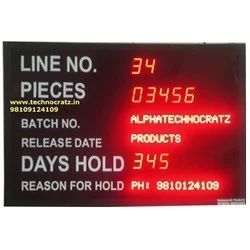 LINE NO. 34
PIECES 03456
www.technocratz.in
98109124109
BATCH NO. ALPHATECHNOCRATZ
RELEASE DATE PRODUCTS
DAYS HOLD 345
REASON FOR HOLD PH: 9810124109